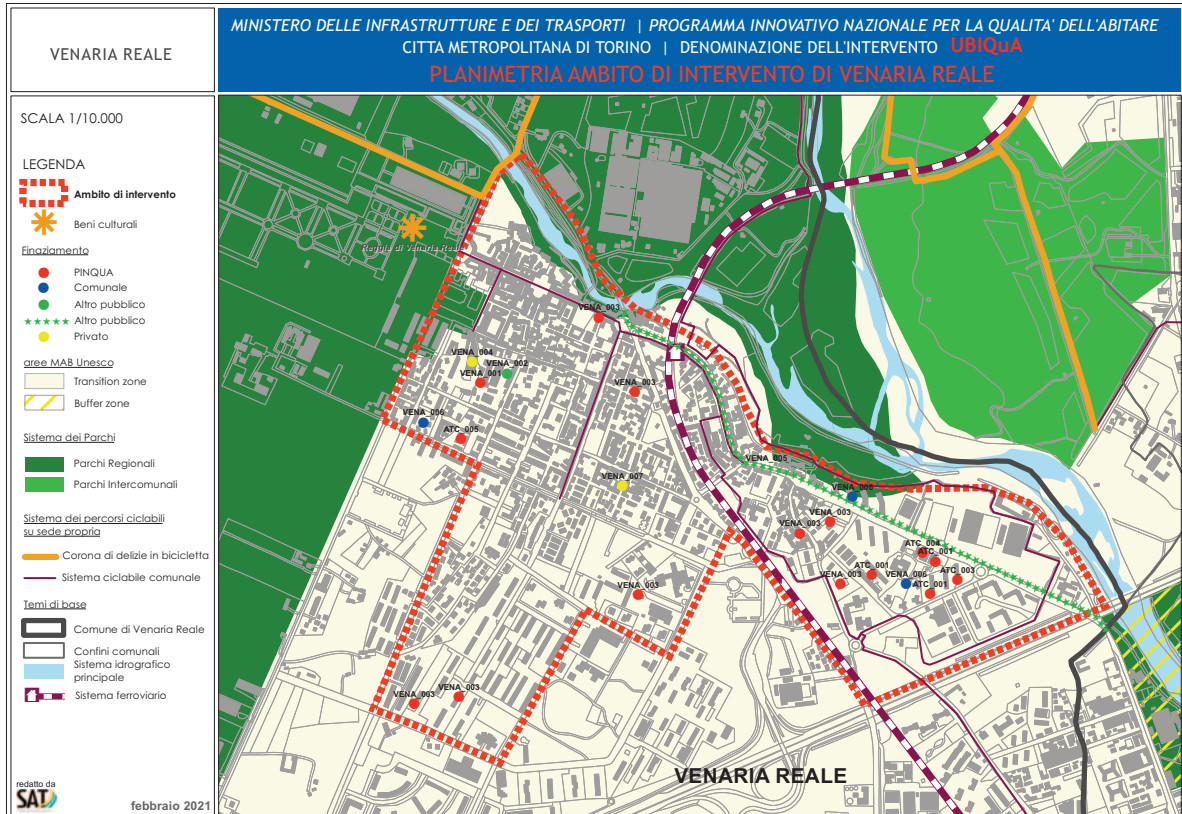 VENARIA REALE
MINISTERO DELLE INFRASTRUTTURE E DEI TRASPORTI | PROGRAMMA INNOVATIVO NAZIONALE PER LA QUALITA' DELL'ABITARE
CITTA METROPOLITANA DI TORINO | DENOMINAZIONE DELL'INTERVENTO UBIQuA
PLANIMETRIA AMBITO DI INTERVENTO DI VENARIA REALE
SCALA 1/10.000
LEGENDA
Ambito di intervento
Beni culturali
Finaziamento
PINQUA
Comunale
Altro pubblico
Altro pubblico
Privato
aree MAB Unesco
Transition zone
Buffer zone
Sistema dei Parchi
Parchi Regionali
Parchi Intercomunali
Sistema dei percorsi ciclabili
su sede propria
Corona di delizie in bicicletta
Sistema ciclabile comunale
Temi di base
Comune di Venaria Reale
Confini comunali
Sistema idrografico
principale
Sistema ferroviario
redatto da
SAT
febbraio 2021
Reggia di Venaria Reale
VENA_003
VENA_004
VENA_002
VENA_001
VENA_003
VENA_006
ATC_005
VENA_005
VENA_007
VENA_006
VENA_003
VENA_003
ATC_004
ATC_001
ATC_001
VENA_003
VENA_006
ATC_003
ATC_001
VENA_003
VENA_003
VENA_003
VENARIA REALE